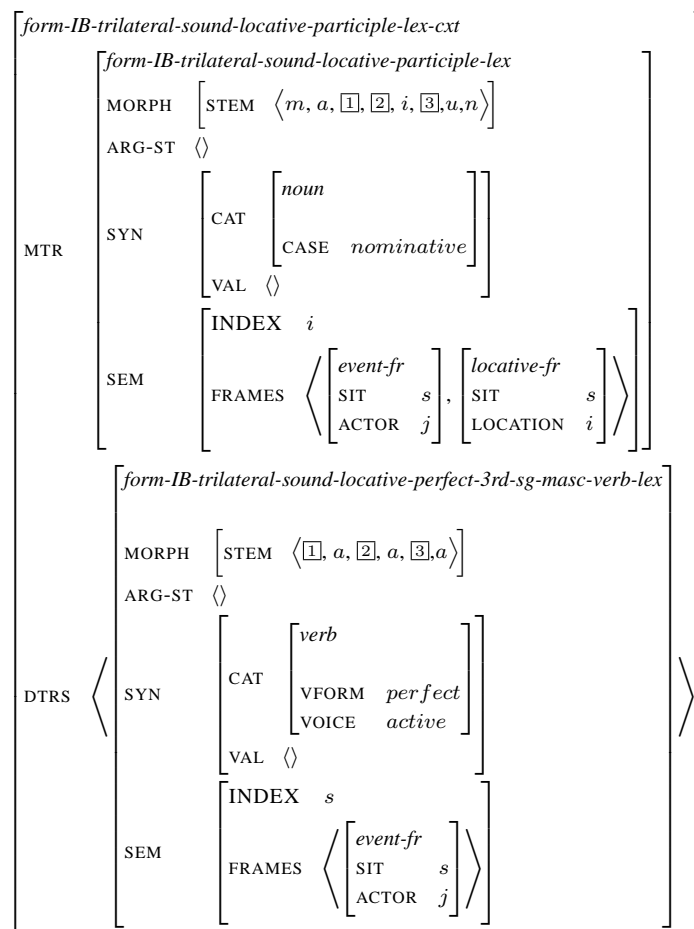 form-IB-trilateral-sound-locative-participle-lex-cxt
form-IB-trilateral-sound-locative-participle-lex
MORPH [STEM ⟨m, a, 1, 2, i, 3,u,n⟩]
ARG-ST ⟨⟩
noun
SYN CAT
CASE nominative
MTR
VAL ⟨⟩
INDEX i
event-fr locative-fr
SEM FRAMES ⟨[SIT s], [SIT s]⟩
ACTOR j LOCATION i
form-IB-trilateral-sound-locative-perfect-3rd-sg-masc-verb-lex
MORPH [STEM ⟨1, a, 2, a, 3,a⟩]
ARG-ST ⟨⟩
verb
CAT
VFORM perfect
DTRS ⟨ SYN ⟩
VOICE active
VAL ⟨⟩
INDEX s
event-fr
SEM FRAMES ⟨[SIT s]⟩
ACTOR j